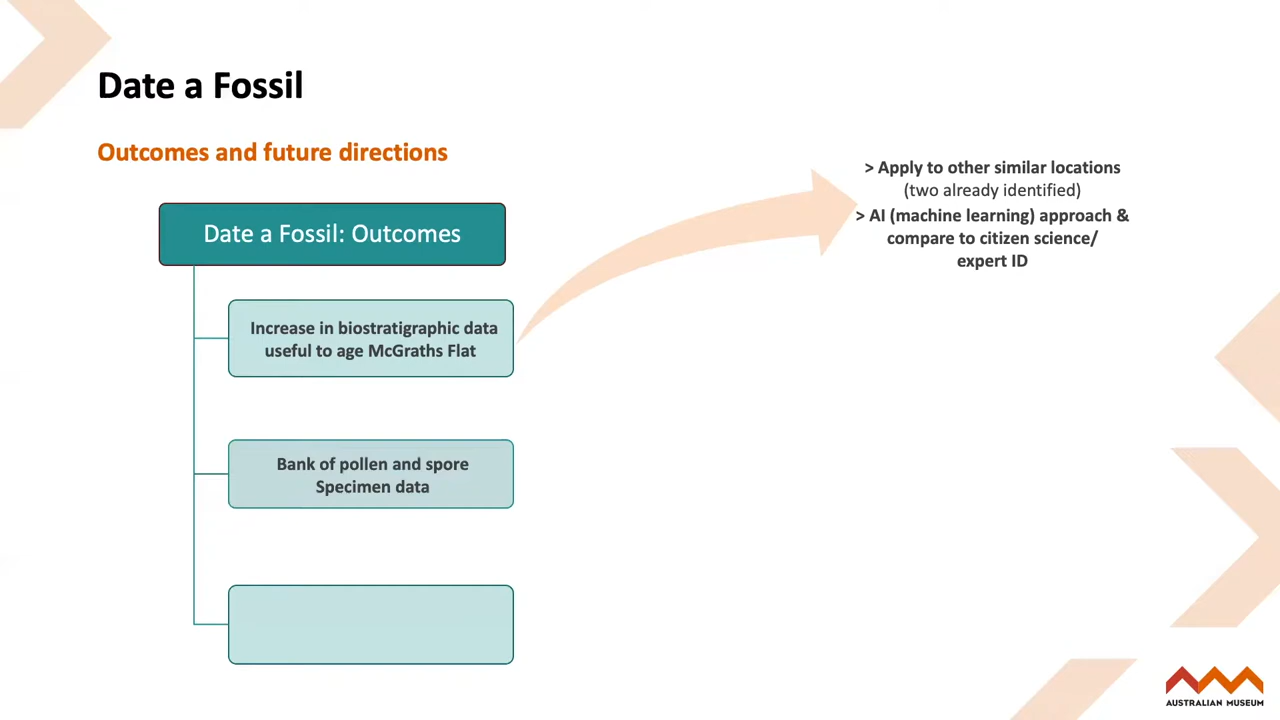 Date a Fossil
Outcomes and future directions
Date a Fossil: Outcomes
Increase in biostratigraphic data
useful to age McGraths Flat
Bank of pollen and spore
Specimen data
> Apply to other similar locations
(two already identified)
> AI (machine learning) approach &
compare to citizen science/
expert ID
AUSTRALIAN MUSEUM